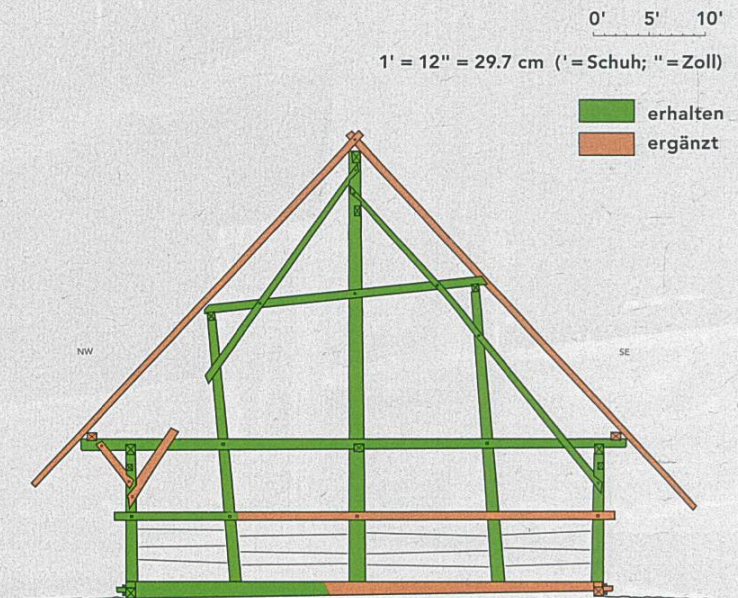 0' 5' 10'
1' = 12" = 29.7 cm ('=Schuh; "=Zoll)
erhalten
ergänzt
NW
SE